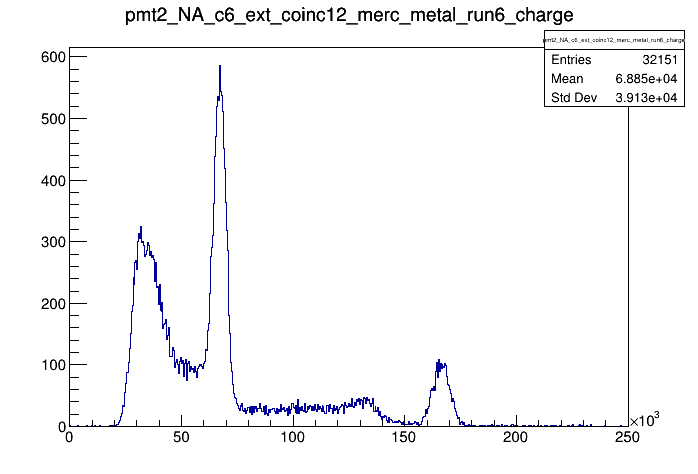 pmt2_NA_c6_ext_coinc12_merc_metal_run6_charge
pmt2_NA_c6_ext_coinc12_merc_metal_run6_charge
Entries 32151
Mean 6.885e+04
Std Dev 3.913e+04
600
500
400
300
200
100
0
0 50 100 150 200 250
×10³